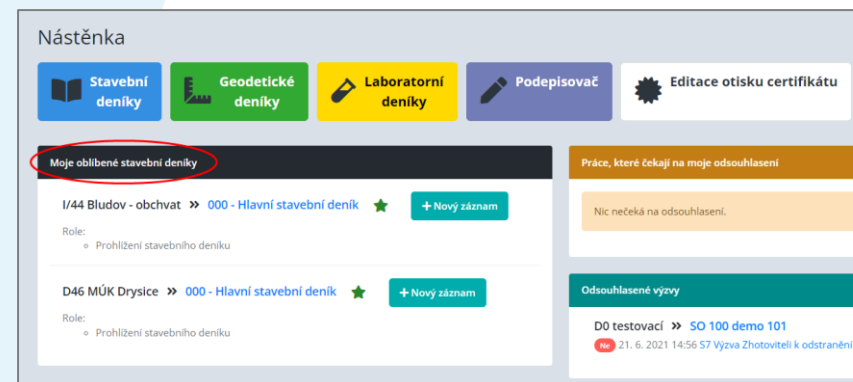 Nástěnka
Stavební
deníky
Geodetické
deníky
Laboratorní
deníky
Podepisovač
Editace otisku certifikátu
Moje oblíbené stavební deníky
I/44 Bludov - obchvat » 000 - Hlavní stavební deník
+ Nový záznam
Role:
Prohlížení stavebního deníku
D46 MÚK Drysice » 000 - Hlavní stavební deník
+ Nový záznam
Role:
Prohlížení stavebního deníku
Práce, které čekají na moje odsouhlasení
Nic nečeká na odsouhlasení.
Odsouhlasené výzvy
D0 testovací » SO 100 demo 101
Ne 21. 6. 2021 14:56 S7 Výzva Zhotoviteli k odstranění